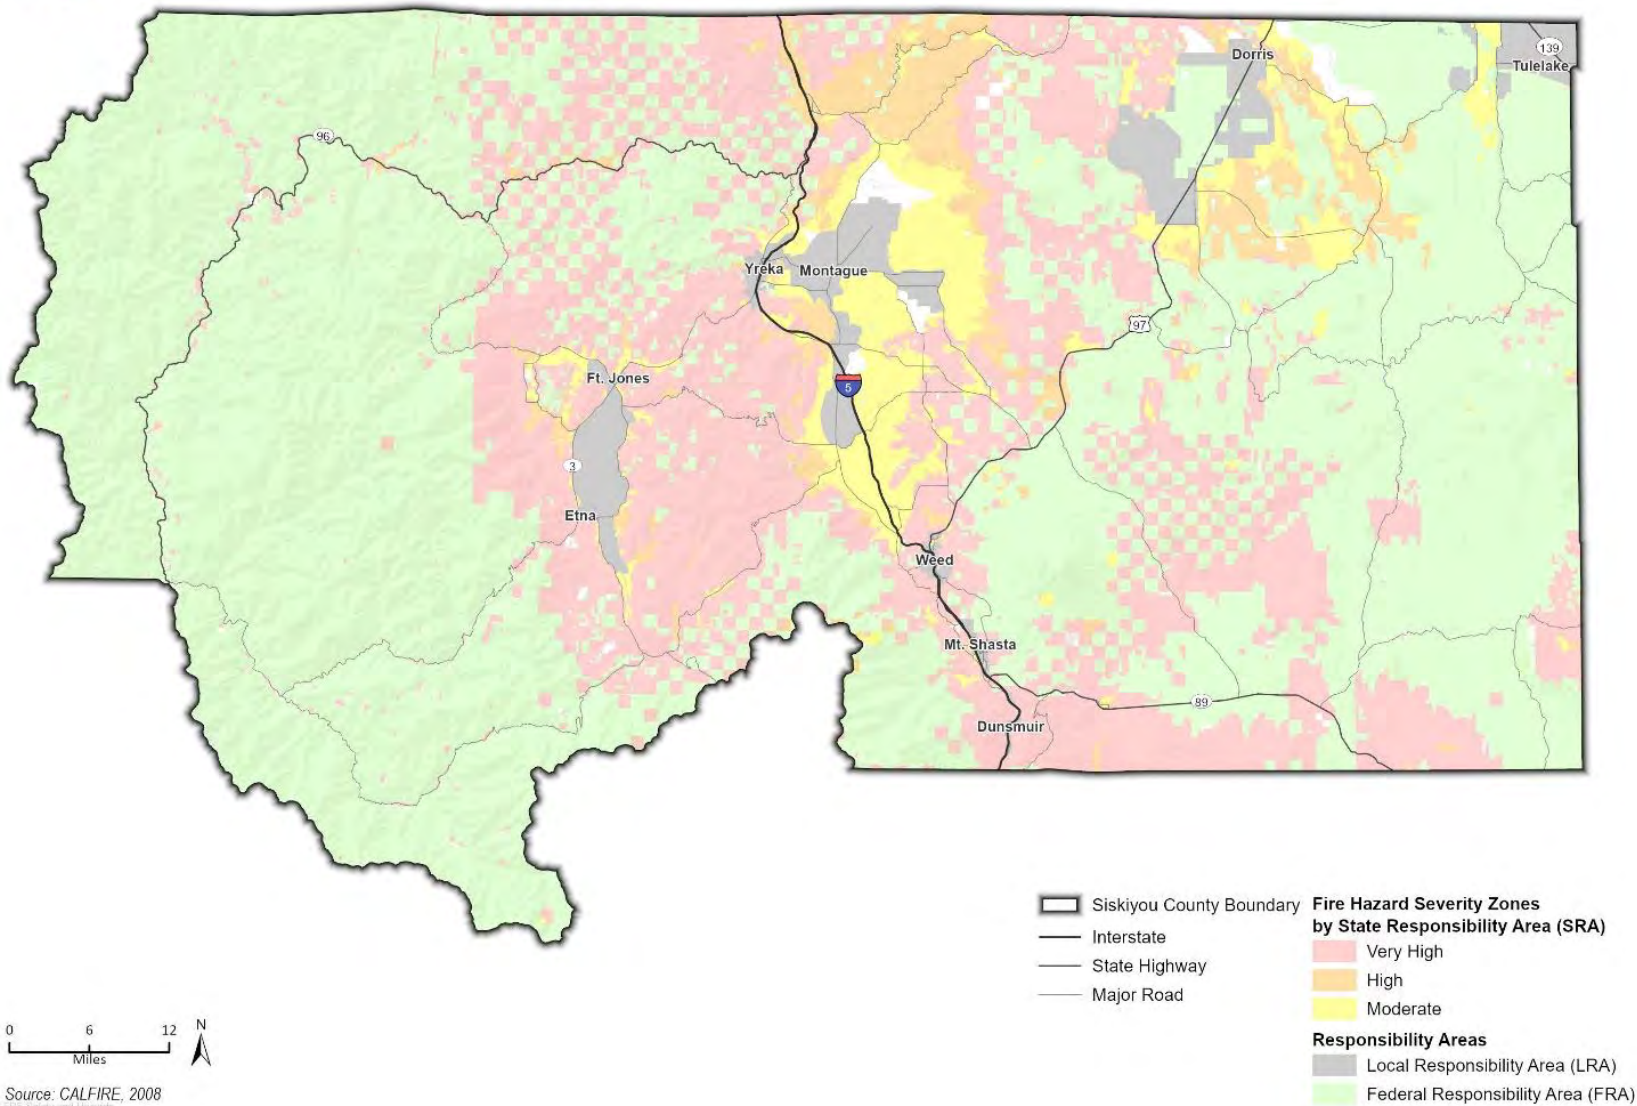 Dorris
139
Tulelake
96
Yreka
Montague
97
Ft. Jones
5
3
Etna
Weed
Mt. Shasta
89
Dunsmuir
Siskiyou County Boundary
Interstate
State Highway
Major Road
Fire Hazard Severity Zones
by State Responsibility Area (SRA)
Very High
High
Moderate
Responsibility Areas
Local Responsibility Area (LRA)
Federal Responsibility Area (FRA)
0 6 12
Miles
N
Source: CALFIRE, 2008